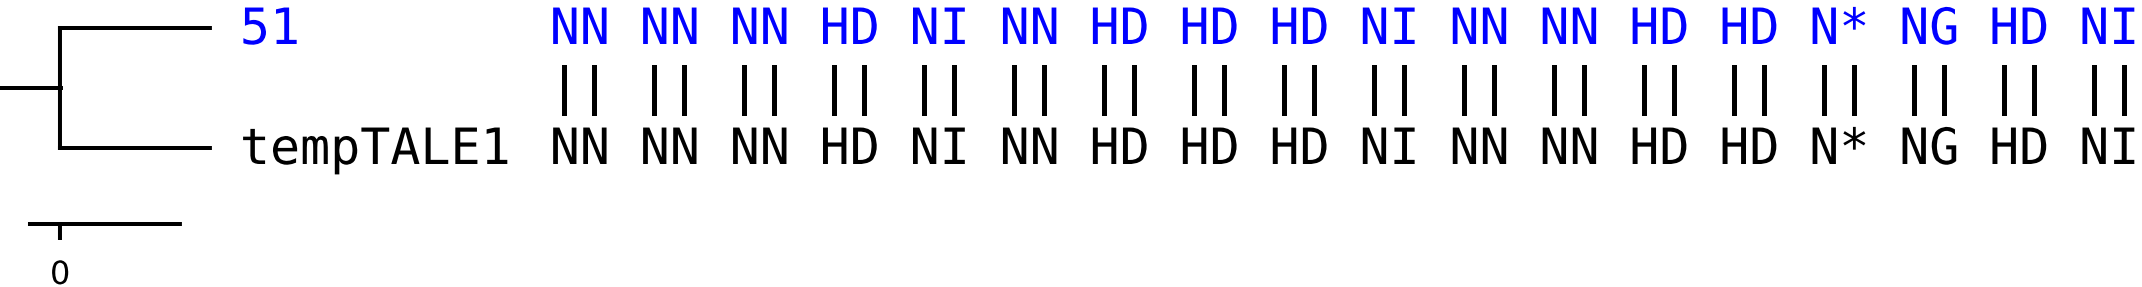 51 NN NN NN HD NI NN HD HD HD NI NN NN HD HD N* NG HD NI
tempTALE1 NN NN NN HD NI NN HD HD HD NI NN NN HD HD N* NG HD NI
0